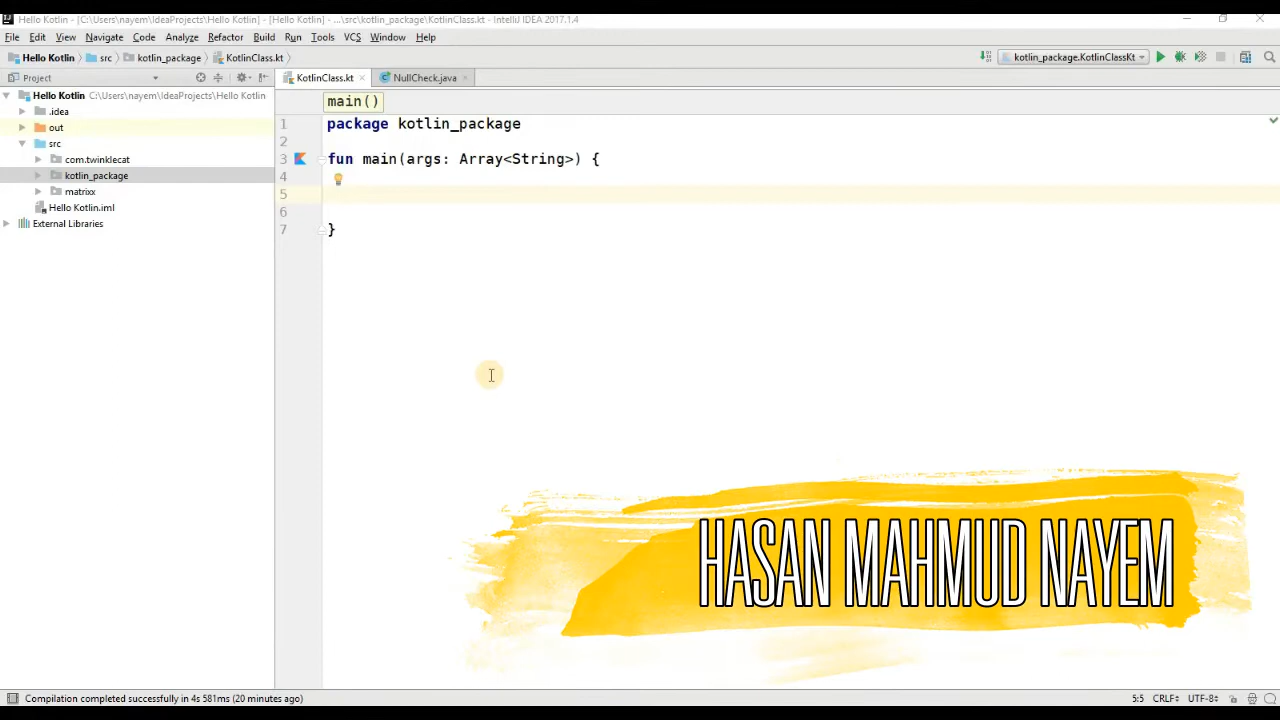 Hello Kotlin - [C:\Users\nayem\IdeaProjects\Hello Kotlin] - [Hello Kotlin] - ...\src\kotlin_package\KotlinClass.kt - IntelliJ IDEA 2017.1.4
File Edit View Navigate Code Analyze Refactor Build Run Tools VCS Window Help
Hello Kotlin src kotlin_package KotlinClass.kt kotlin_package.KotlinClassKt
Project KotlinClass.kt NullCheck.java
Hello Kotlin C:\Users\nayem\IdeaProjects\Hello Kotlin
.idea
out
src
com.twinklecat
kotlin_package
matrixx
Hello Kotlin.iml
External Libraries
main()
1 package kotlin_package
2
3 fun main(args: Array<String>) {
4
5
6
7 }
HASAN MAHMUD NAYEM
Compilation completed successfully in 4s 581ms (20 minutes ago) 5:5 CRLF UTF-8